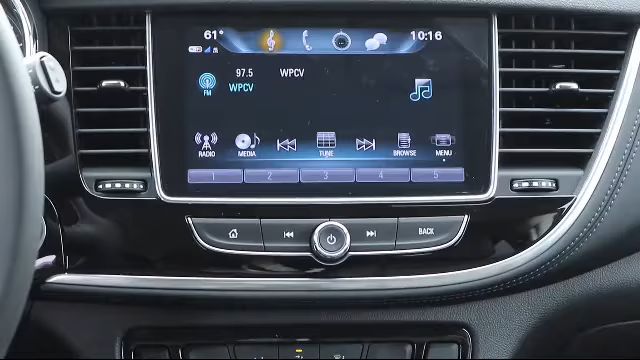 61° 10:16
97.5 WPCV
FM WPCV
RADIO MEDIA TUNE BROWSE MENU
1 2 3 4 5
BACK